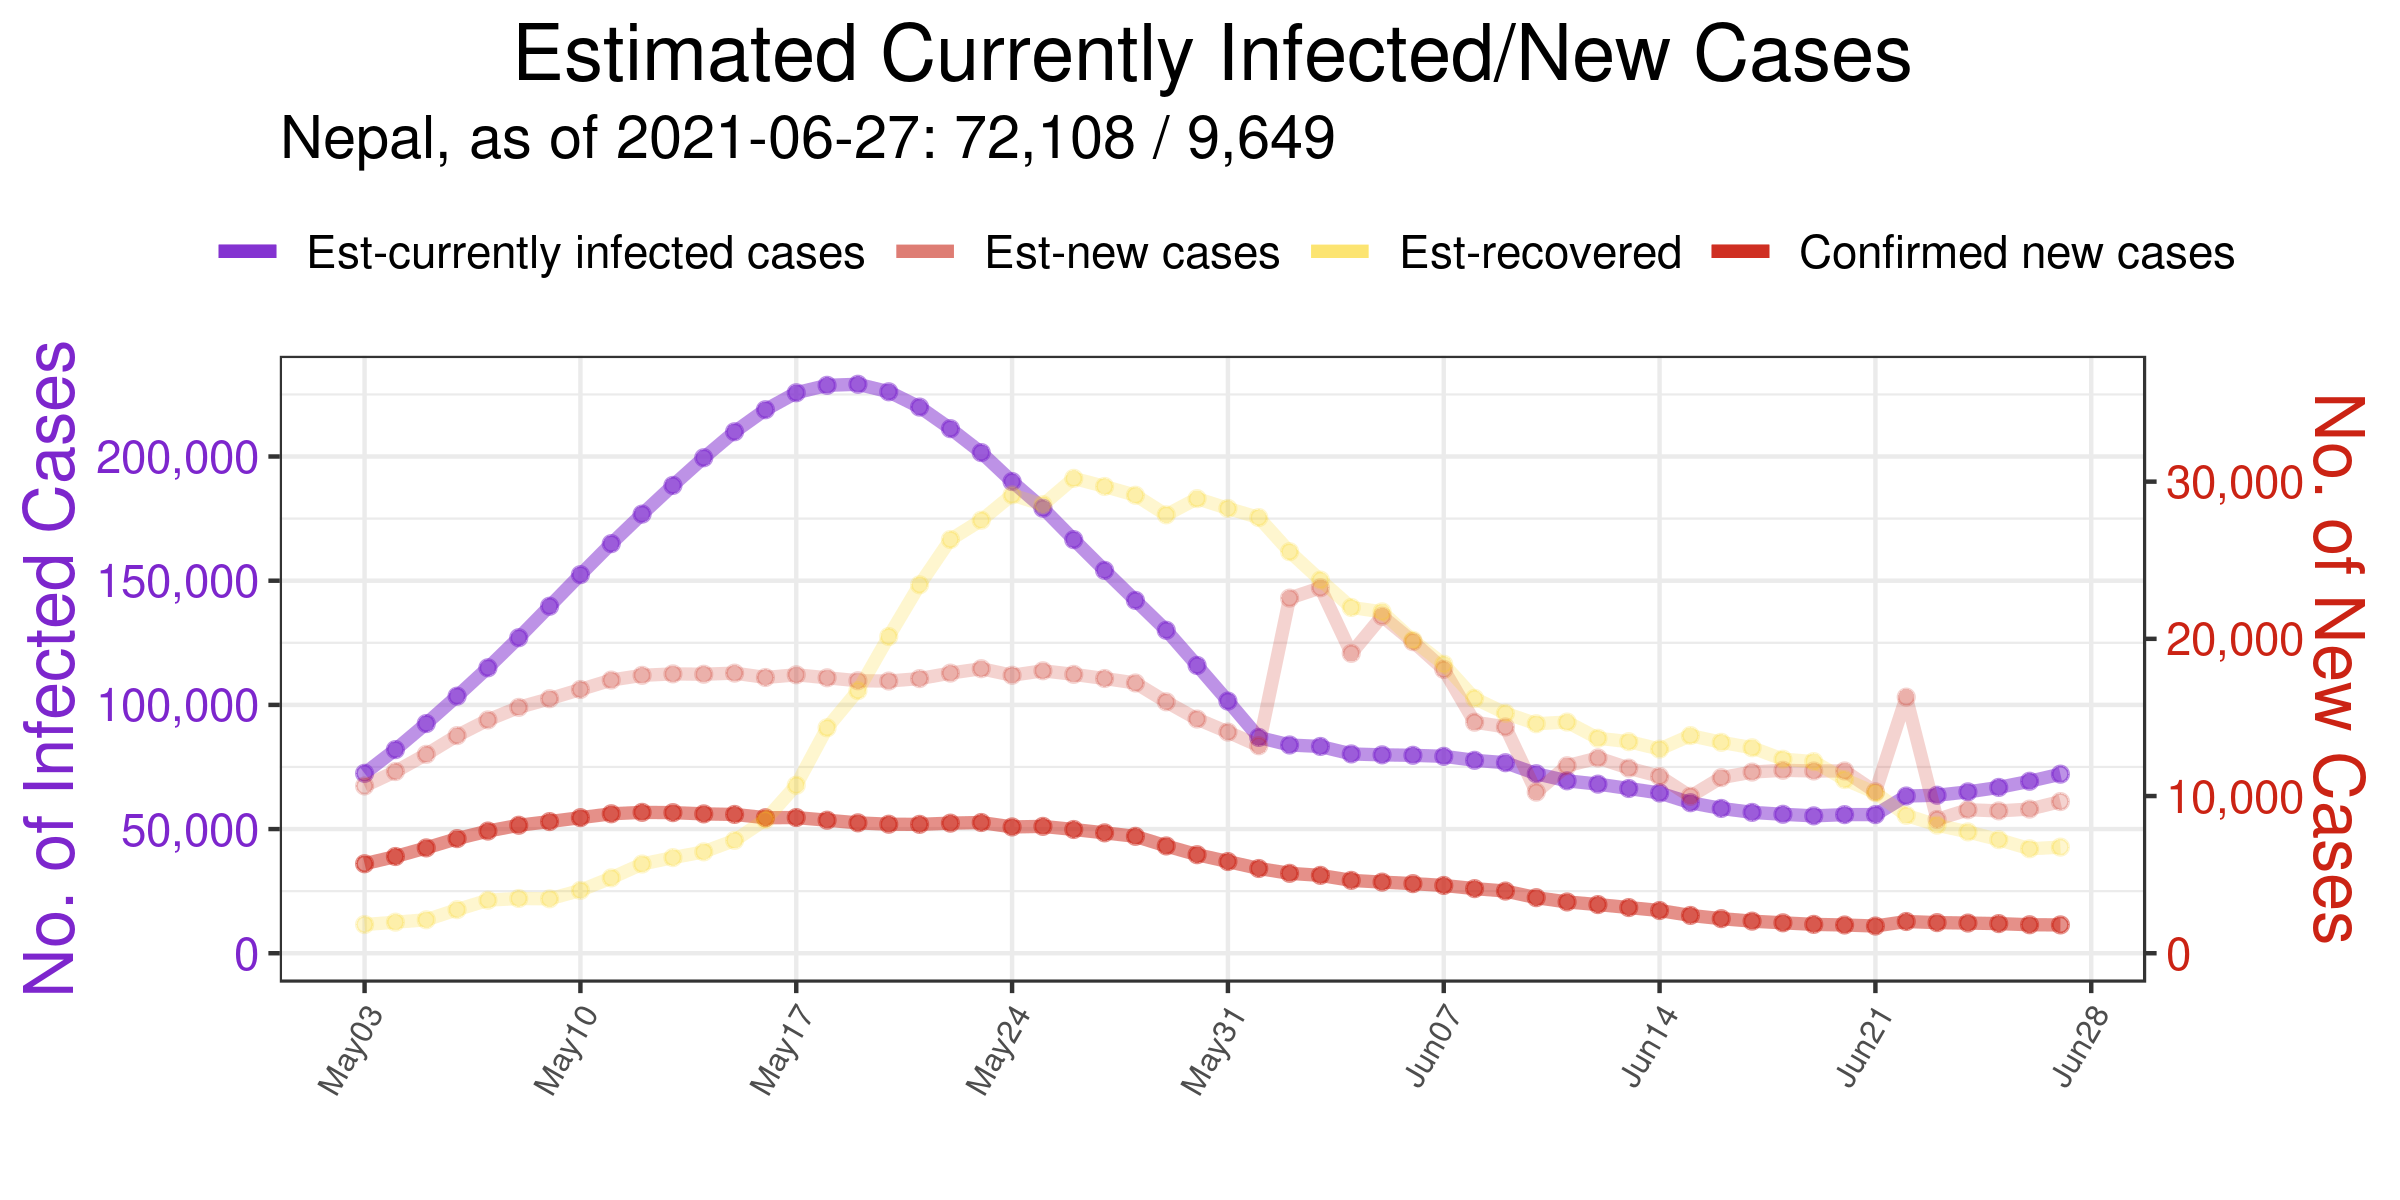 Estimated Currently Infected/New Cases
Nepal, as of 2021-06-27: 72,108 / 9,649
Est-currently infected cases Est-new cases Est-recovered Confirmed new cases
No. of Infected Cases
200,000
150,000
100,000
50,000
0
30,000
20,000
10,000
0
No. of New Cases
May03 May10 May17 May24 May31 Jun07 Jun14 Jun21 Jun28